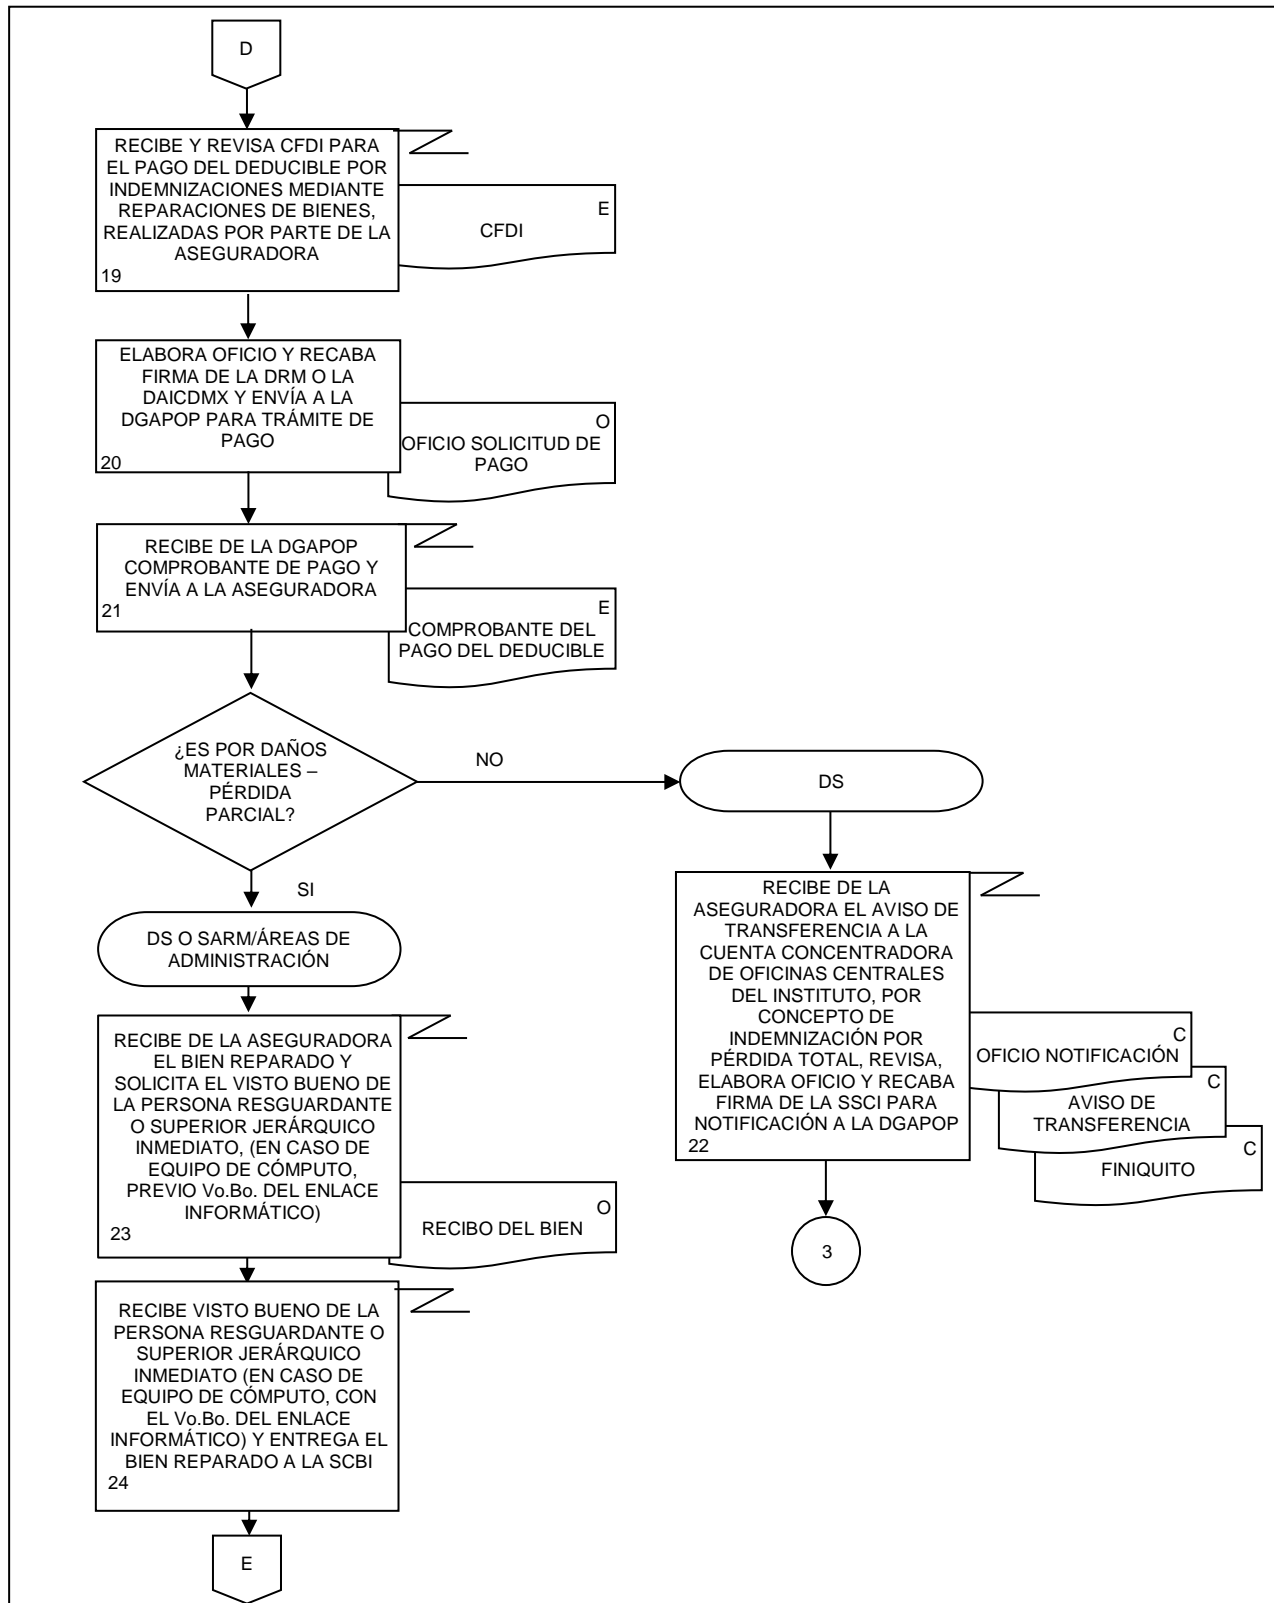 D
RECIBE Y REVISA CFDI PARA
EL PAGO DEL DEDUCIBLE POR
INDEMNIZACIONES MEDIANTE
REPARACIONES DE BIENES,
REALIZADAS POR PARTE DE LA
ASEGURADORA
19
E
CFDI
ELABORA OFICIO Y RECABA
FIRMA DE LA DRM O LA
DAICDMX Y ENVÍA A LA
DGAPOP PARA TRÁMITE DE
PAGO
20
O
OFICIO SOLICITUD DE
PAGO
RECIBE DE LA DGAPOP
COMPROBANTE DE PAGO Y
ENVÍA A LA ASEGURADORA
21
E
COMPROBANTE DEL
PAGO DEL DEDUCIBLE
¿ES POR DAÑOS
MATERIALES –
PÉRDIDA
PARCIAL?
NO
SI
DS
RECIBE DE LA
ASEGURADORA EL AVISO DE
TRANSFERENCIA A LA
CUENTA CONCENTRADORA
DE OFICINAS CENTRALES
DEL INSTITUTO, POR
CONCEPTO DE
INDEMNIZACIÓN POR
PÉRDIDA TOTAL, REVISA,
ELABORA OFICIO Y RECABA
FIRMA DE LA SSCI PARA
NOTIFICACIÓN A LA DGAPOP
22
C
OFICIO NOTIFICACIÓN
C
AVISO DE
TRANSFERENCIA
C
FINIQUITO
3
DS O SARM/ÁREAS DE
ADMINISTRACIÓN
RECIBE DE LA ASEGURADORA
EL BIEN REPARADO Y
SOLICITA EL VISTO BUENO DE
LA PERSONA RESGUARDANTE
O SUPERIOR JERÁRQUICO
INMEDIATO, (EN CASO DE
EQUIPO DE CÓMPUTO,
PREVIO Vo.Bo. DEL ENLACE
INFORMÁTICO)
23
O
RECIBO DEL BIEN
RECIBE VISTO BUENO DE LA
PERSONA RESGUARDANTE O
SUPERIOR JERÁRQUICO
INMEDIATO (EN CASO DE
EQUIPO DE CÓMPUTO, CON
EL Vo.Bo. DEL ENLACE
INFORMÁTICO) Y ENTREGA EL
BIEN REPARADO A LA SCBI
24
E